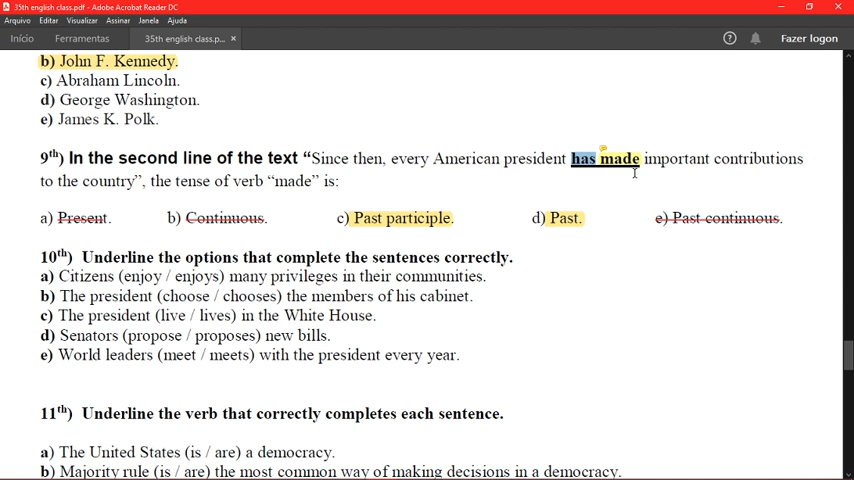 35th english class.pdf - Adobe Acrobat Reader DC
Arquivo Editar Visualizar Assinar Janela Ajuda
Início Ferramentas 35th english class.p... × Fazer logon
b) John F. Kennedy.
c) Abraham Lincoln.
d) George Washington.
e) James K. Polk.
9th) In the second line of the text “Since then, every American president has made important contributions
to the country”, the tense of verb “made” is:
a) Present. b) Continuous. c) Past participle. d) Past. e) Past continuous.
10th) Underline the options that complete the sentences correctly.
a) Citizens (enjoy / enjoys) many privileges in their communities.
b) The president (choose / chooses) the members of his cabinet.
c) The president (live / lives) in the White House.
d) Senators (propose / proposes) new bills.
e) World leaders (meet / meets) with the president every year.
11th) Underline the verb that correctly completes each sentence.
a) The United States (is / are) a democracy.
b) Majority rule (is / are) the most common way of making decisions in a democracy.